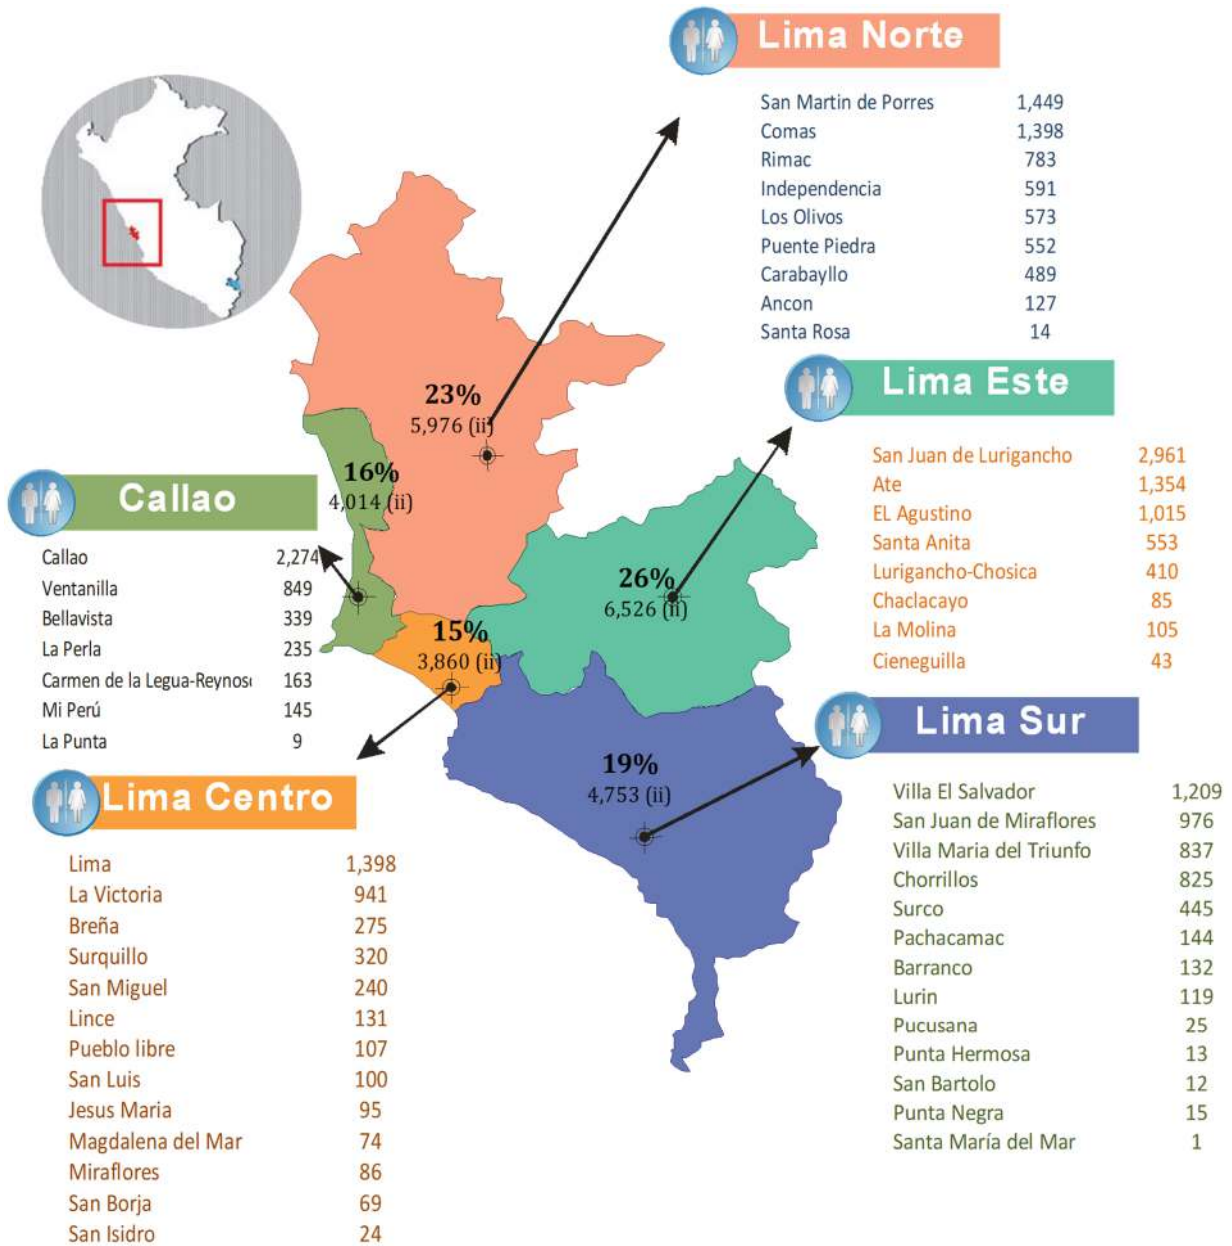 Lima Norte
San Martin de Porres 1,449
Comas 1,398
Rimac 783
Independencia 591
Los Olivos 573
Puente Piedra 552
Carabayllo 489
Ancon 127
Santa Rosa 14
23%
5,976 (ii)
Lima Este
San Juan de Lurigancho 2,961
Ate 1,354
EL Agustino 1,015
Santa Anita 553
Lurigancho-Chosica 410
Chaclacayo 85
La Molina 105
Cieneguilla 43
26%
6,526 (ii)
16%
4,014 (ii)
Callao
Callao 2,274
Ventanilla 849
Bellavista 339
La Perla 235
Carmen de la Legua-Reynos 163
Mi Perú 145
La Punta 9
15%
3,860 (ii)
Lima Centro
Lima 1,398
La Victoria 941
Breña 275
Surquillo 320
San Miguel 240
Lince 131
Pueblo libre 107
San Luis 100
Jesus Maria 95
Magdalena del Mar 74
Miraflores 86
San Borja 69
San Isidro 24
19%
4,753 (ii)
Lima Sur
Villa El Salvador 1,209
San Juan de Miraflores 976
Villa Maria del Triunfo 837
Chorrillos 825
Surco 445
Pachacamac 144
Barranco 132
Lurin 119
Pucusana 25
Punta Hermosa 13
San Bartolo 12
Punta Negra 15
Santa María del Mar 1